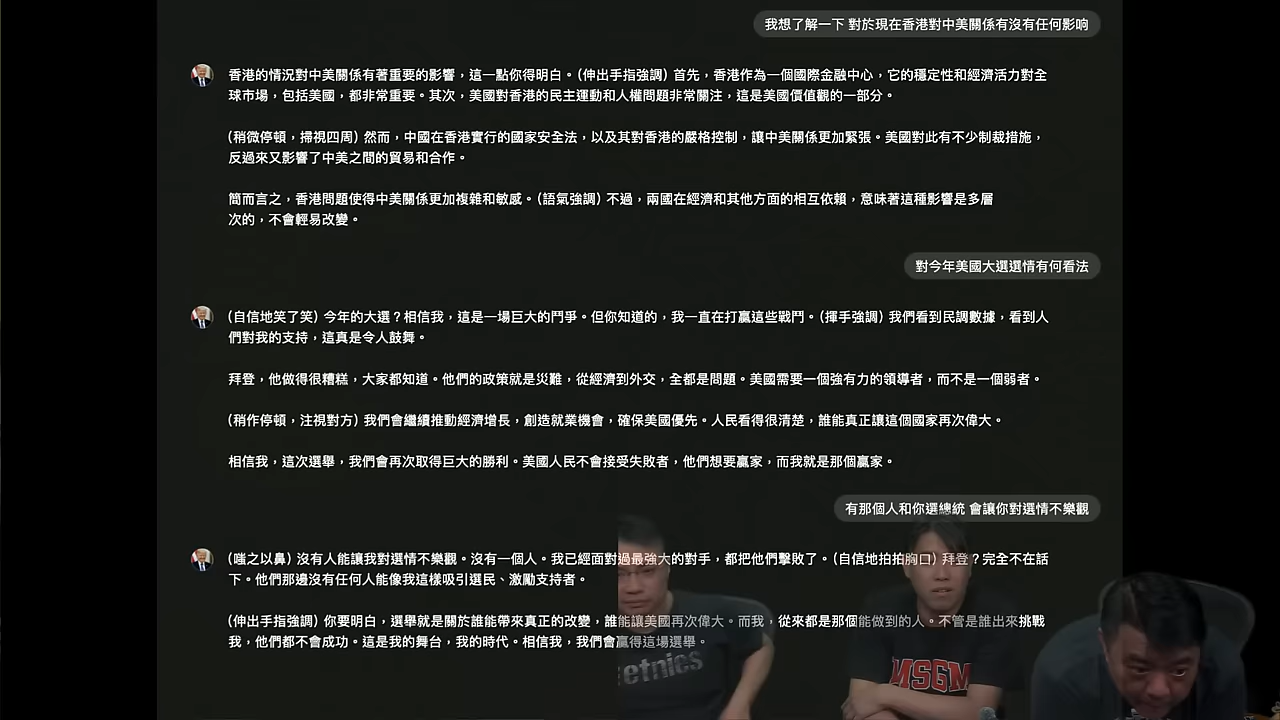 我想了解一下 對於現在香港對中美關係有沒有任何影响
香港的情況對中美關係有著重要的影響，這一點你得明白。(伸出手指強調) 首先，香港作為一個國際金融中心，它的穩定性和經濟活力對全
球市場，包括美國，都非常重要。其次，美國對香港的民主運動和人權問題非常關注，這是美國價值觀的一部分。
(稍微停頓，掃視四周) 然而，中國在香港實行的國家安全法，以及其對香港的嚴格控制，讓中美關係更加緊張。美國對此有不少制裁措施，
反過來又影響了中美之間的貿易和合作。
簡而言之，香港問題使得中美關係更加複雜和敏感。(語氣強調) 不過，兩國在經濟和其他方面的相互依賴，意味著這種影響是多層
次的，不會輕易改變。
對今年美國大選選情有何看法
(自信地笑了笑) 今年的大選？相信我，這是一場巨大的鬥爭。但你知道的，我一直在打贏這些戰鬥。(揮手強調) 我們看到民調數據，看到人
們對我的支持，這真是令人鼓舞。
拜登，他做得很糟糕，大家都知道。他們的政策就是災難，從經濟到外交，全都是問題。美國需要一個強有力的領導者，而不是一個弱者。
(稍作停頓，注視對方) 我們會繼續推動經濟增長，創造就業機會，確保美國優先。人民看得很清楚，誰能真正讓這個國家再次偉大。
相信我，這次選舉，我們會再次取得巨大的勝利。美國人民不會接受失敗者，他們想要贏家，而我就是那個贏家。
有那個人和你選總統 會讓你對選情不樂觀
(嗤之以鼻) 沒有人能讓我對選情不樂觀。沒有一個人。我已經面對過最強大的對手，都把他們擊敗了。(自信地拍拍胸口) 拜登？完全不在話
下。他們那邊沒有任何人能像我這樣吸引選民、激勵支持者。
(伸出手指強調) 你要明白，選舉就是關於誰能帶來真正的改變，誰能讓美國再次偉大。而我，從來都是那個能做到的人。不管是誰出來挑戰
我，他們都不會成功。這是我的舞台，我的時代。相信我，我們會贏得這場選舉。
etnies
MSGM